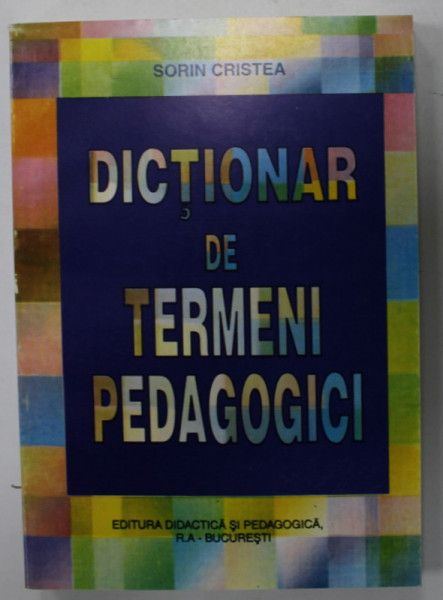 SORIN CRISTEA
DICȚIONAR
DE
TERMENI
PEDAGOGICI
EDITURA DIDACTICĂ ȘI PEDAGOGICĂ,
R.A - BUCUREȘTI